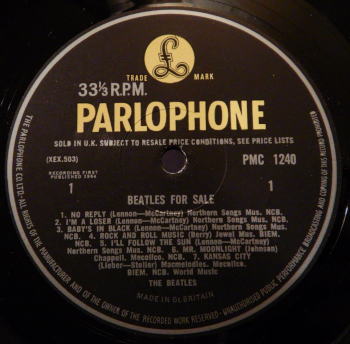 TRADE MARK
33⅓ R.P.M.
PARLOPHONE
SOLD IN U.K. SUBJECT TO RESALE PRICE CONDITIONS, SEE PRICE LISTS
(XEX.503) PMC 1240
RECORDING FIRST
PUBLISHED 1964
1 1
BEATLES FOR SALE
1. NO REPLY (Lennon—McCartney) Northern Songs Mus. NCB.
2. I'M A LOSER (Lennon—McCartney) Northern Songs Mus. NCB.
3. BABY'S IN BLACK (Lennon—McCartney) Northern Songs Mus.
NCB. 4. ROCK AND ROLL MUSIC (Berry) Jewel Mus. BIEM.
NCB. 5. I'LL FOLLOW THE SUN (Lennon—McCartney)
Northern Songs Mus. NCB. 6. MR. MOONLIGHT (Johnson)
Chappell. Mecolico. NCB. 7. KANSAS CITY
(Lieber—Stoller) Macmelodies. Mecolico.
BIEM. NCB. World Music
THE BEATLES
MADE IN GT. BRITAIN
THE PARLOPHONE CO. LTD.· ALL RIGHTS OF THE MANUFACTURER AND OF THE OWNER OF THE RECORDED WORK RESERVED · UNAUTHORISED PUBLIC PERFORMANCE BROADCASTING AND COPYING OF THIS RECORD PROHIBITED